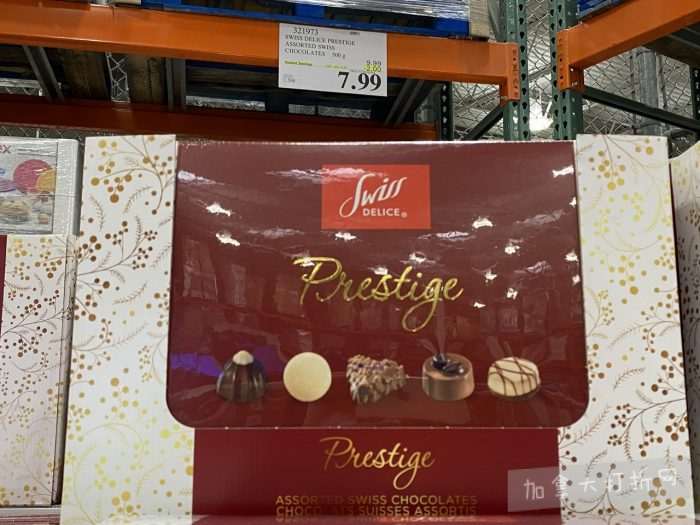 321973
SWISS DELICE PRESTIGE
ASSORTED SWISS
CHOCOLATES 500 g
9.99
-2.00
7.99
Swiss
DELICE®
Prestige
Prestige
ASSORTED SWISS CHOCOLATES
CHOCOLATS SUISSES ASSORTIS
加拿大打折网